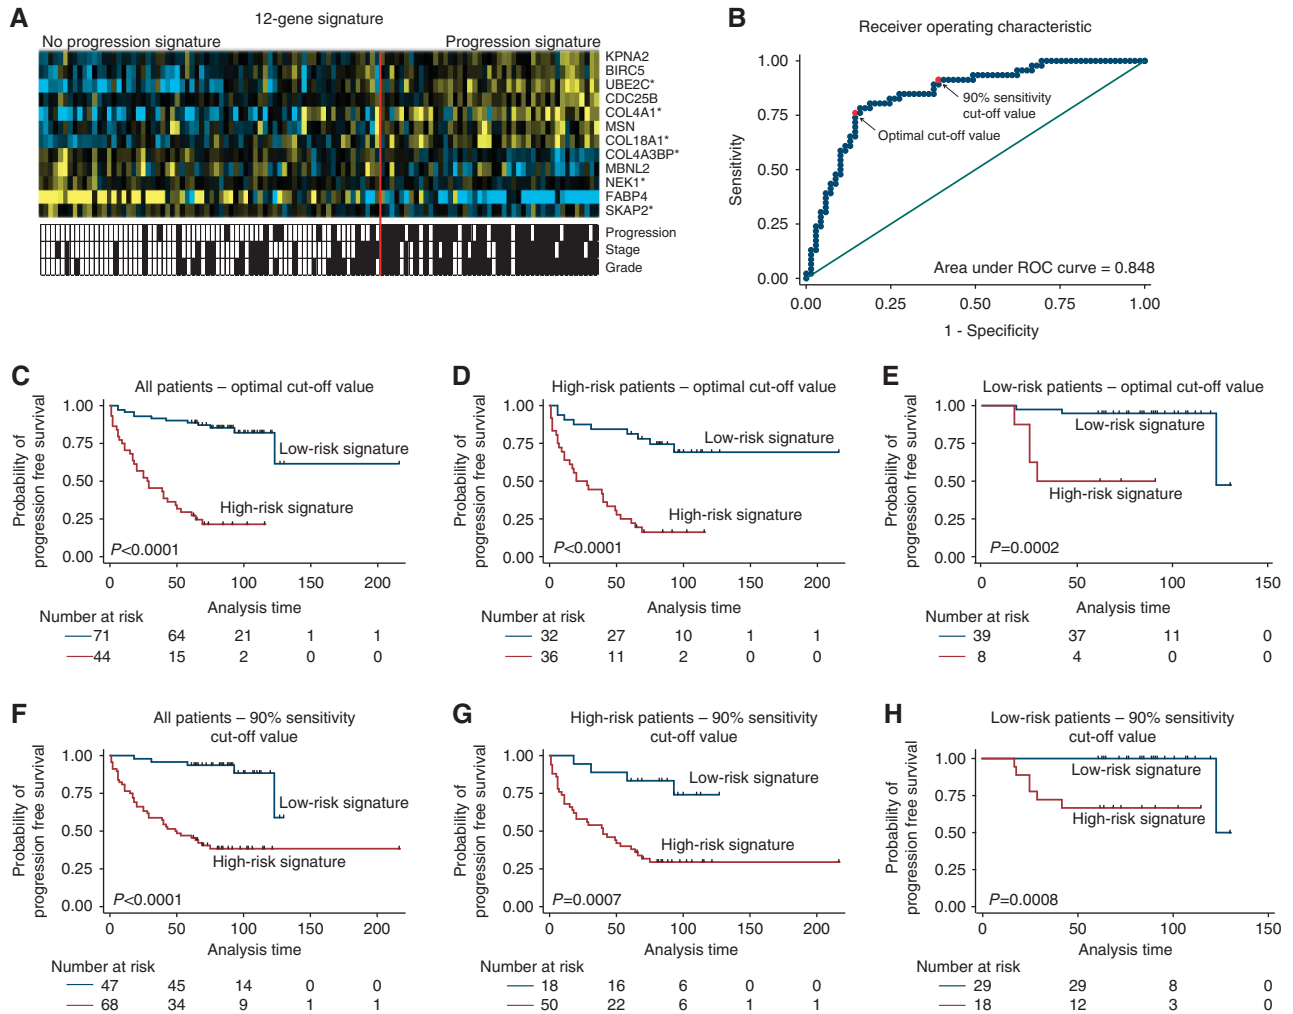 A
12-gene signature
No progression signature
Progression signature
KPNA2
BIRC5
UBE2C*
CDC25B
COL4A1*
MSN
COL18A1*
COL4A3BP*
MBNL2
NEK1*
FABP4
SKAP2*
Progression
Stage
Grade
B
Receiver operating characteristic
1.00
0.75
0.50
0.25
0.00
Sensitivity
90% sensitivity
cut-off value
Optimal cut-off value
Area under ROC curve = 0.848
0.00 0.25 0.50 0.75 1.00
1 - Specificity
C
All patients – optimal cut-off value
Probability of
progression free survival
1.00
0.75
0.50
0.25
0.00
Low-risk signature
High-risk signature
P<0.0001
0 50 100 150 200
Analysis time
Number at risk
71 64 21 1 1
44 15 2 0 0
D
High-risk patients – optimal cut-off value
Probability of
progression free survival
1.00
0.75
0.50
0.25
0.00
Low-risk signature
High-risk signature
P<0.0001
0 50 100 150 200
Analysis time
Number at risk
32 27 10 1 1
36 11 2 0 0
E
Low-risk patients – optimal cut-off value
Probability of
progression free survival
1.00
0.75
0.50
0.25
0.00
Low-risk signature
High-risk signature
P=0.0002
0 50 100 150
Analysis time
Number at risk
39 37 11 0
8 4 0 0
F
All patients – 90% sensitivity
cut-off value
Probability of
progression free survival
1.00
0.75
0.50
0.25
0.00
Low-risk signature
High-risk signature
P<0.0001
0 50 100 150 200
Analysis time
Number at risk
47 45 14 0 0
68 34 9 1 1
G
High-risk patients – 90% sensitivity
cut-off value
Probability of
progression free survival
1.00
0.75
0.50
0.25
0.00
Low-risk signature
High-risk signature
P=0.0007
0 50 100 150 200
Analysis time
Number at risk
18 16 6 0 0
50 22 6 1 1
H
Low-risk patients – 90% sensitivity
cut-off value
Probability of
progression free survival
1.00
0.75
0.50
0.25
0.00
Low-risk signature
High-risk signature
P=0.0008
0 50 100 150
Analysis time
Number at risk
29 29 8 0
18 12 3 0